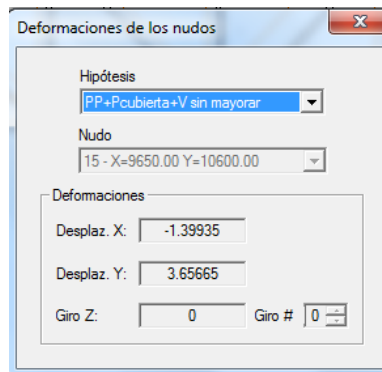 Deformaciones de los nudos
Hipótesis
PP+Pcubierta+V sin mayorar
Nudo
15 - X=9650.00 Y=10600.00
Deformaciones
Desplaz. X: -1.39935
Desplaz. Y: 3.65665
Giro Z: 0 Giro # 0